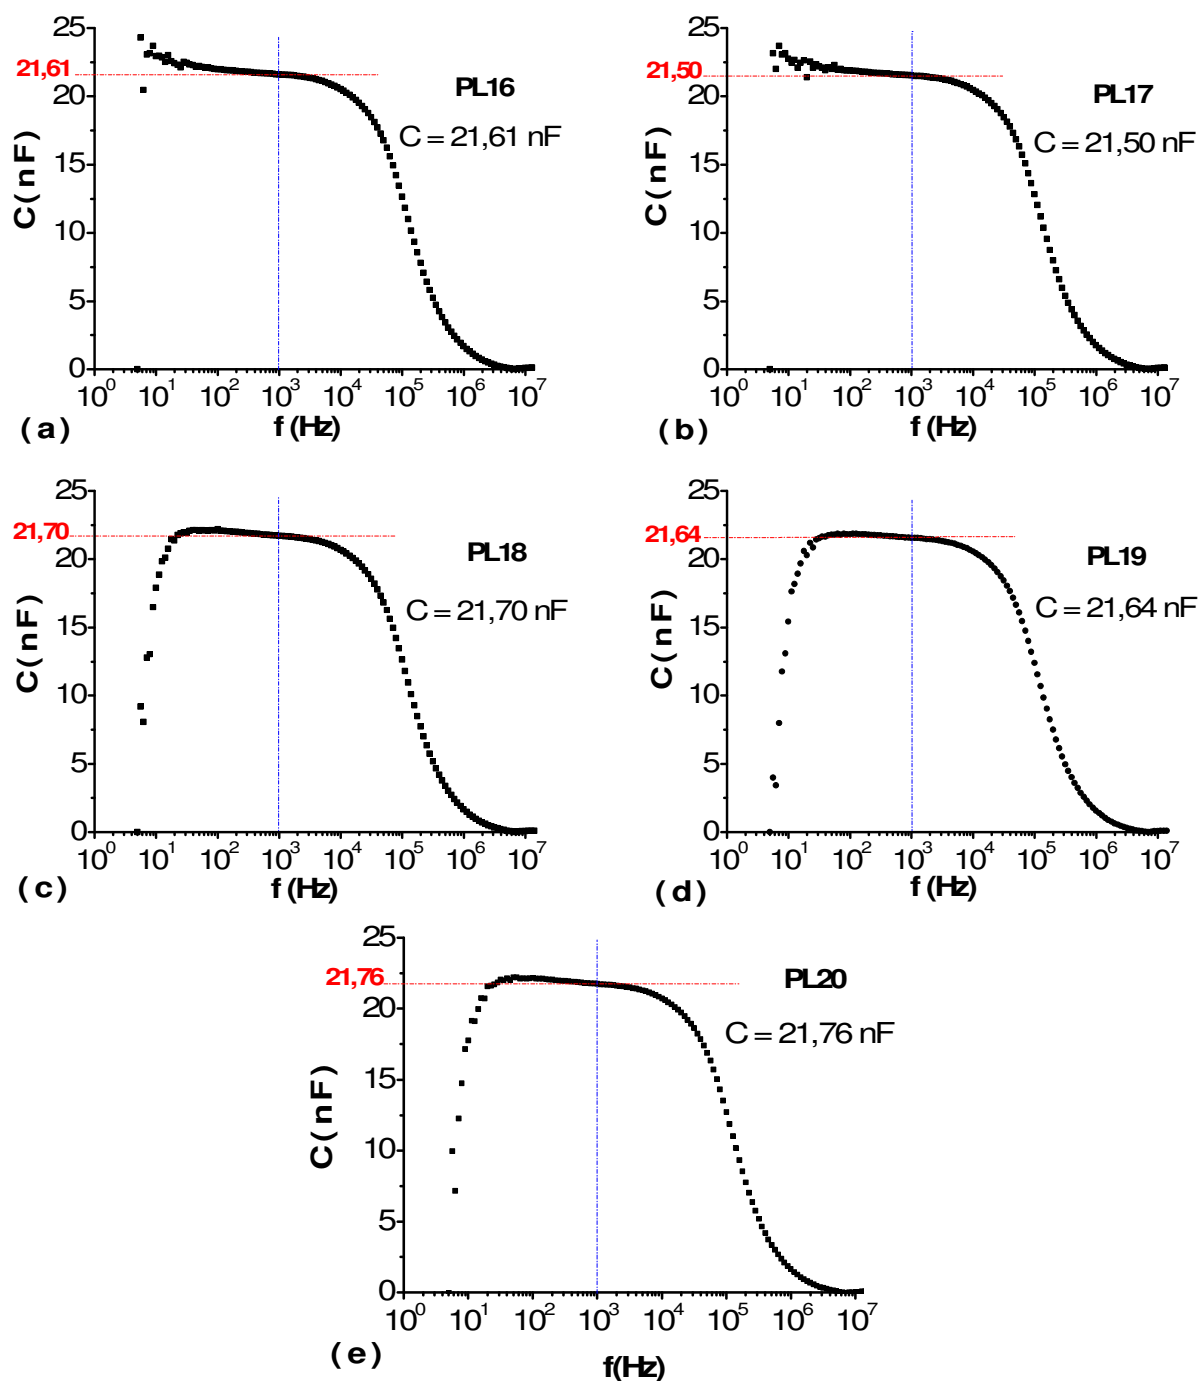 25
21,61
20
15
10
5
0
C(nF)
PL16
C = 21,61 nF
10⁰ 10¹ 10² 10³ 10⁴ 10⁵ 10⁶ 10⁷
(a) f (Hz)
25
21,50
20
15
10
5
0
C(nF)
PL17
C = 21,50 nF
10⁰ 10¹ 10² 10³ 10⁴ 10⁵ 10⁶ 10⁷
(b) f (Hz)
25
21,70
20
15
10
5
0
C(nF)
PL18
C = 21,70 nF
10⁰ 10¹ 10² 10³ 10⁴ 10⁵ 10⁶ 10⁷
(c) f (Hz)
25
21,64
20
15
10
5
0
C(nF)
PL19
C = 21,64 nF
10⁰ 10¹ 10² 10³ 10⁴ 10⁵ 10⁶ 10⁷
(d) f (Hz)
25
21,76
20
15
10
5
0
C(nF)
PL20
C = 21,76 nF
10⁰ 10¹ 10² 10³ 10⁴ 10⁵ 10⁶ 10⁷
(e) f(Hz)